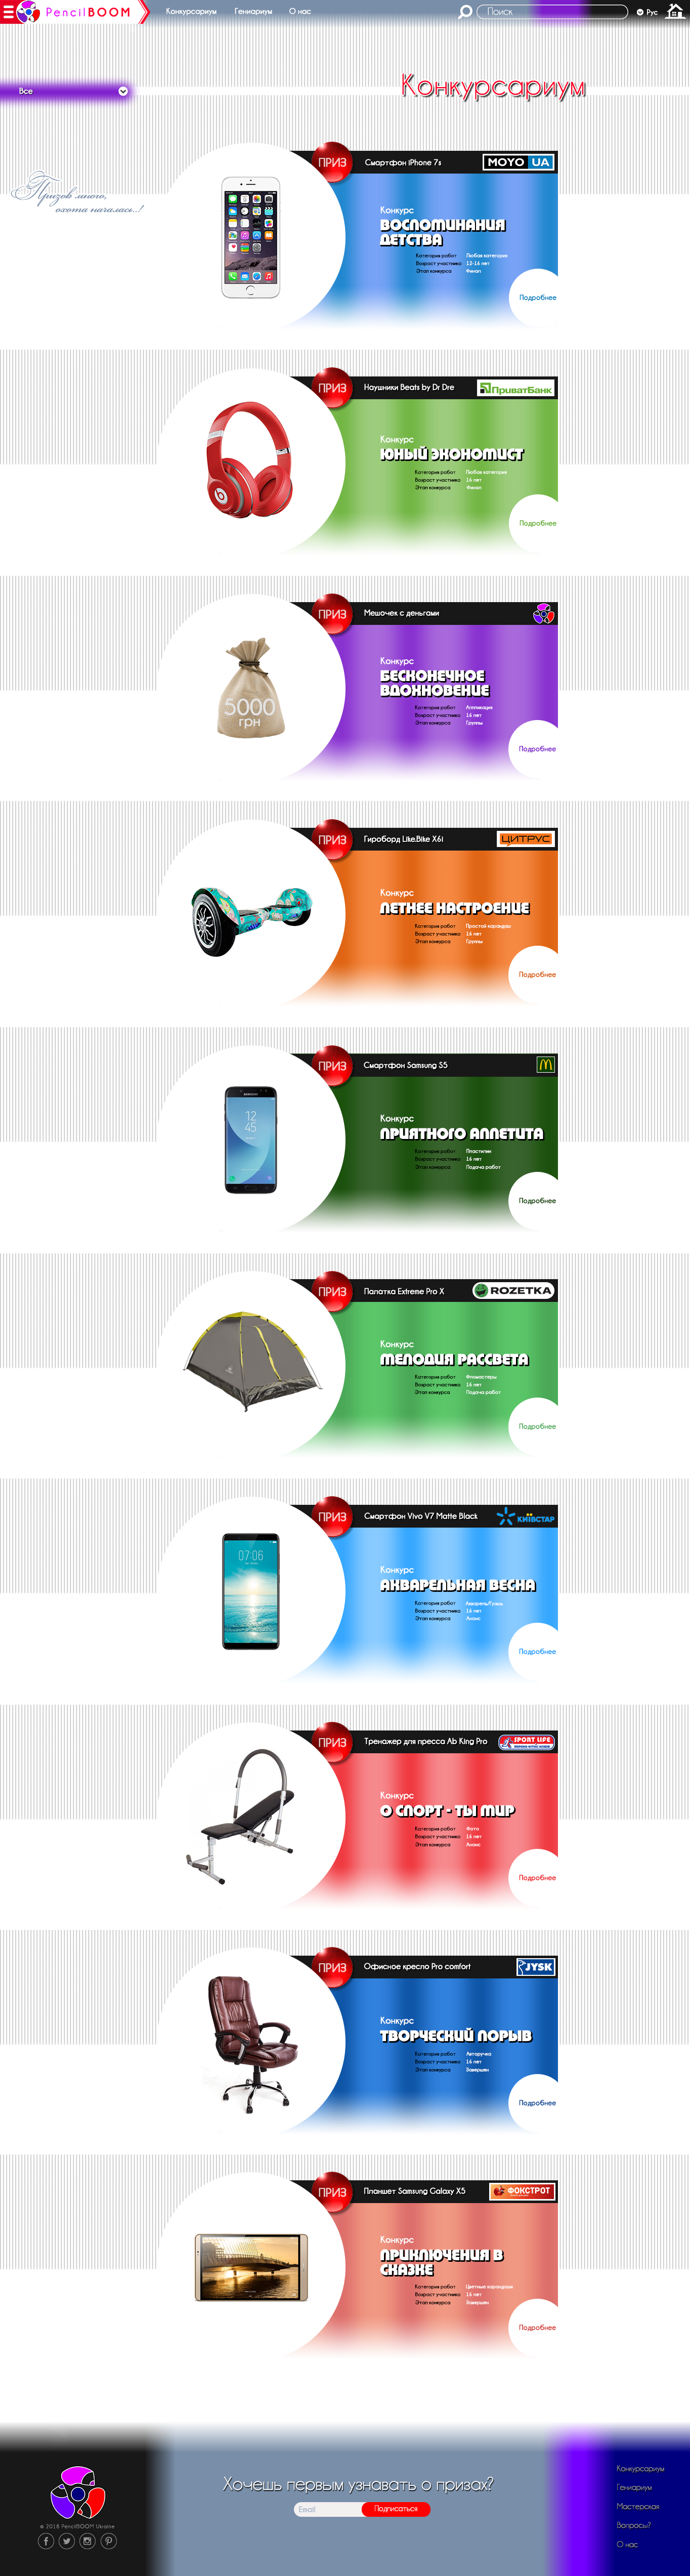 PencilBOOM
Конкурсариум
Гениариум
О нас
Поиск
Рус
Конкурсариум
Все
Призов много,
охота началась..!
ПРИЗ
Смартфон iPhone 7s
MOYO UA
Конкурс
ВОСПОМИНАНИЯ
ДЕТСТВА
Категория работ Любая категория
Возраст участника 12-16 лет
Этап конкурса Финал
Подробнее
ПРИЗ
Наушники Beats by Dr Dre
ПриватБанк
Конкурс
ЮНЫЙ ЭКОНОМИСТ
Категория работ Любая категория
Возраст участника 16 лет
Этап конкурса Финал
Подробнее
ПРИЗ
Мешочек с деньгами
5000
грн
Конкурс
БЕСКОНЕЧНОЕ
ВДОХНОВЕНИЕ
Категория работ Аппликация
Возраст участника 16 лет
Этап конкурса Группы
Подробнее
ПРИЗ
Гироборд Like.Bike X6i
ЦИТРУС
Конкурс
ЛЕТНЕЕ НАСТРОЕНИЕ
Категория работ Простой карандаш
Возраст участника 16 лет
Этап конкурса Группы
Подробнее
ПРИЗ
Смартфон Samsung S5
SAMSUNG
12
45
Конкурс
ПРИЯТНОГО АППЕТИТА
Категория работ Пластилин
Возраст участника 16 лет
Этап конкурса Подача работ
Подробнее
ПРИЗ
Палатка Extreme Pro X
ROZETKA
Конкурс
МЕЛОДИЯ РАССВЕТА
Категория работ Фломастеры
Возраст участника 16 лет
Этап конкурса Подача работ
Подробнее
ПРИЗ
Смартфон Vivo V7 Matte Black
КИЇВСТАР
07:06
Конкурс
АКВАРЕЛЬНАЯ ВЕСНА
Категория работ Акварель/Гуашь
Возраст участника 16 лет
Этап конкурса Анонс
Подробнее
ПРИЗ
Тренажер для пресса Ab King Pro
SPORT LIFE
Конкурс
О СПОРТ - ТЫ МИР
Категория работ Фото
Возраст участника 16 лет
Этап конкурса Анонс
Подробнее
ПРИЗ
Офисное кресло Pro comfort
JYSK
Конкурс
ТВОРЧЕСКИЙ ПОРЫВ
Категория работ Авторучка
Возраст участника 16 лет
Этап конкурса Завершен
Подробнее
ПРИЗ
Планшет Samsung Galaxy X5
ФОКСТРОТ
Конкурс
ПРИКЛЮЧЕНИЯ В
СКАЗКЕ
Категория работ Цветные карандаши
Возраст участника 16 лет
Этап конкурса Завершен
Подробнее
© 2018 PencilBOOM Ukraine
Хочешь первым узнавать о призах?
Email
Подписаться
Конкурсариум
Гениариум
Мастерская
Вопросы?
О нас